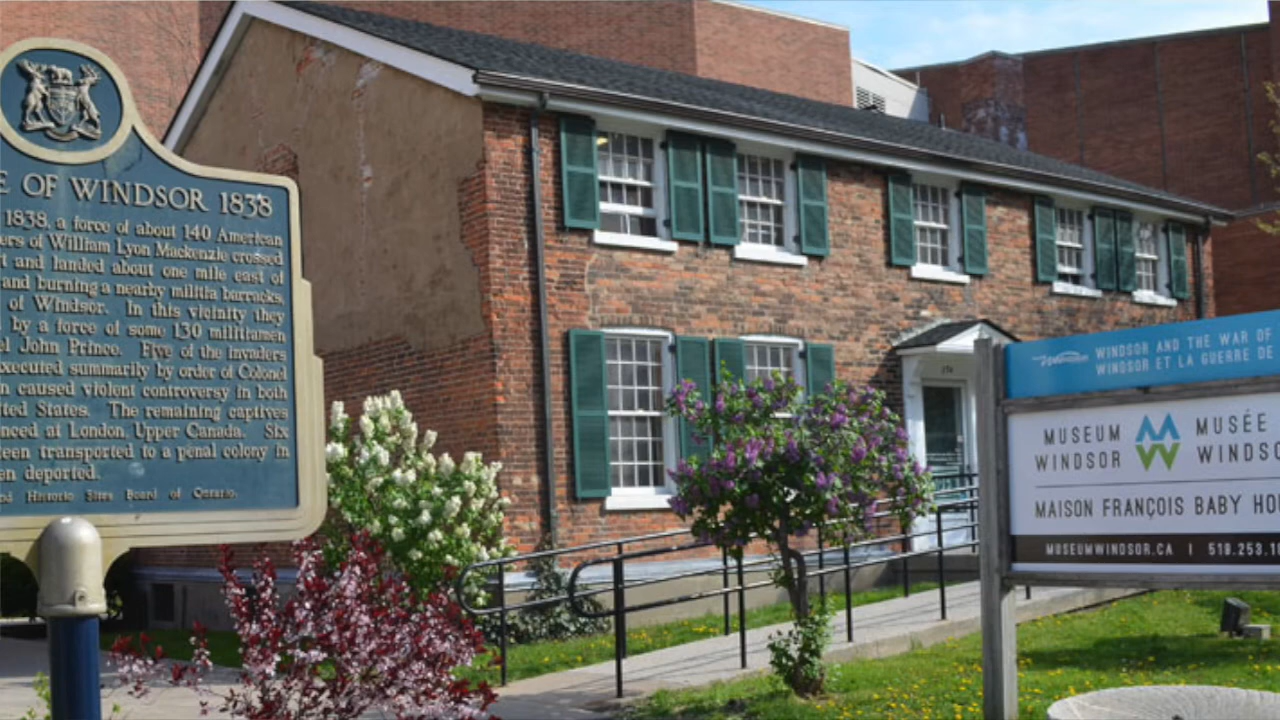 E OF WINDSOR 1838
1838, a force of about 140 American
ers of William Lyon Mackenzie crossed
it and landed about one mile east of
and burning a nearby militia barracks,
of Windsor. In this vicinity they
by a force of some 130 militiamen
el John Prince. Five of the invaders
executed summarily by order of Colonel
n caused violent controversy in both
ited States. The remaining captives
nced at London, Upper Canada. Six
teen transported to a penal colony in
en deported.
nd Historic Sites Board of Ontario.
WINDSOR AND THE WAR OF
WINDSOR ET LA GUERRE DE
MUSEUM
WINDSOR
MUSÉE
WINDSO
MAISON FRANÇOIS BABY HOU
MUSEUMWINDSOR.CA | 519.253.18